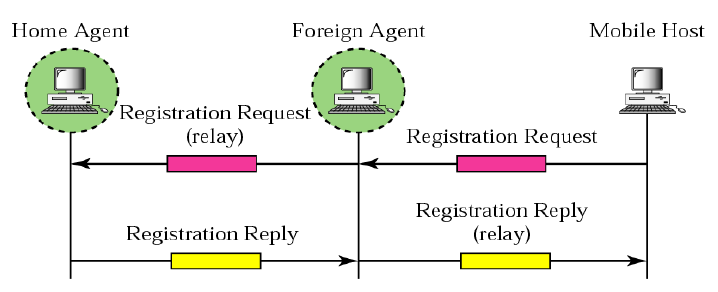 Home Agent
Foreign Agent
Mobile Host
Registration Request
(relay)
Registration Request
Registration Reply
Registration Reply
(relay)